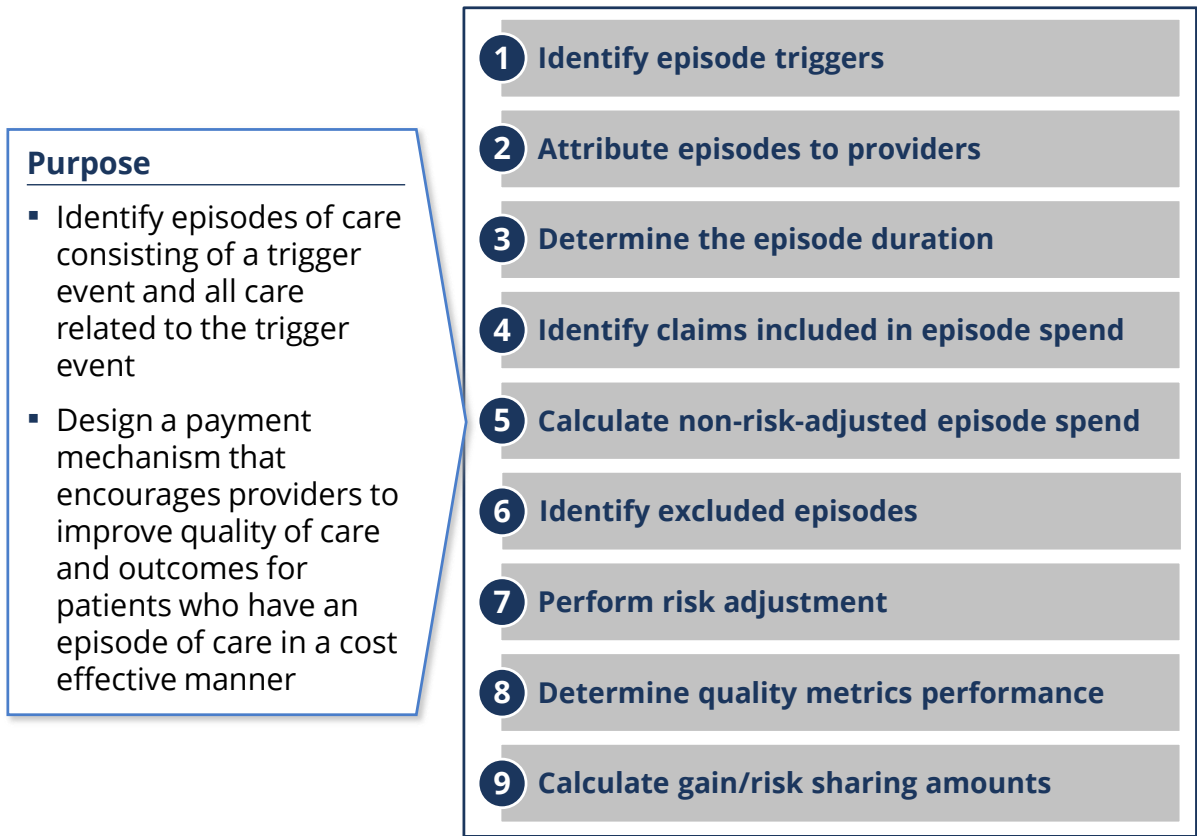 Purpose
▪ Identify episodes of care
consisting of a trigger
event and all care
related to the trigger
event
▪ Design a payment
mechanism that
encourages providers to
improve quality of care
and outcomes for
patients who have an
episode of care in a cost
effective manner
1 Identify episode triggers
2 Attribute episodes to providers
3 Determine the episode duration
4 Identify claims included in episode spend
5 Calculate non-risk-adjusted episode spend
6 Identify excluded episodes
7 Perform risk adjustment
8 Determine quality metrics performance
9 Calculate gain/risk sharing amounts